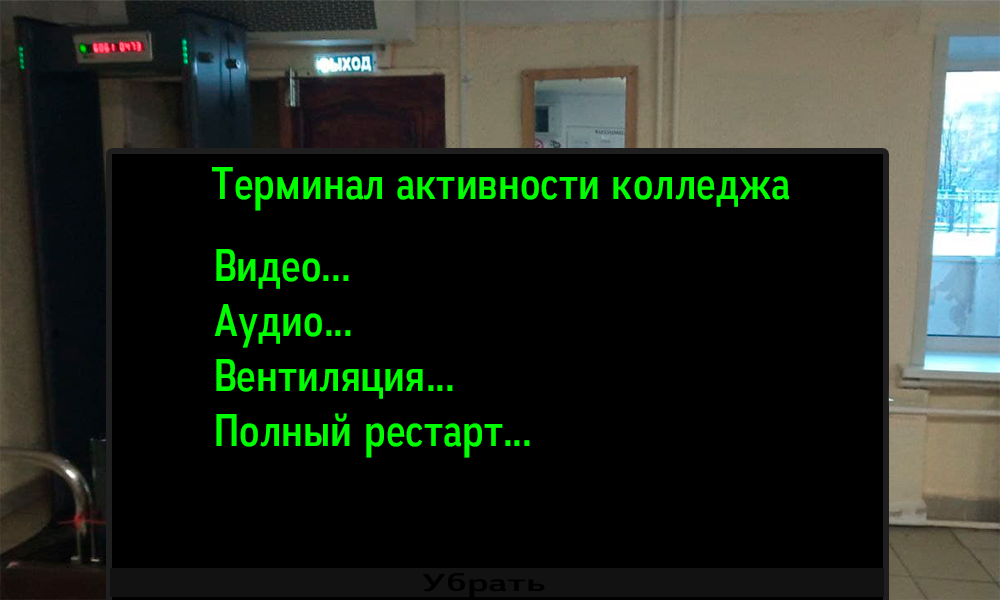 ВЫХОД
Терминал активности колледжа
Видео...
Аудио...
Вентиляция...
Полный рестарт...
Убрать